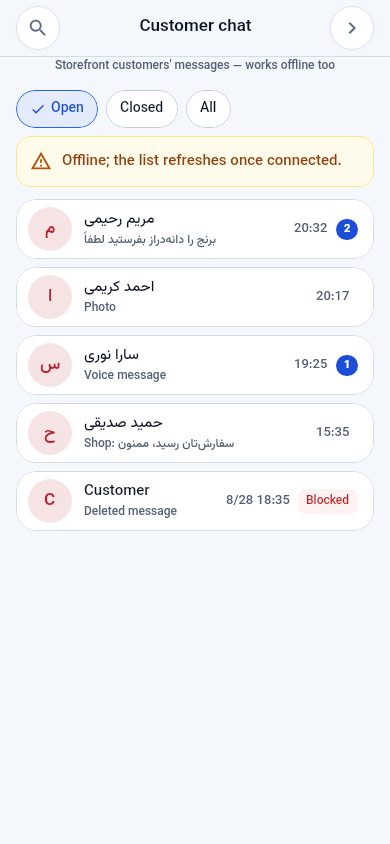 Customer chat
Storefront customers' messages — works offline too
Open
Closed
All
Offline; the list refreshes once connected.
م
مریم رحیمی
برنج را دانه‌دراز بفرستید لطفاً
20:32
2
ا
احمد کریمی
Photo
20:17
س
سارا نوری
Voice message
19:25
1
ح
حمید صدیقی
Shop: سفارش‌تان رسید، ممنون
15:35
C
Customer
Deleted message
8/28 18:35
Blocked